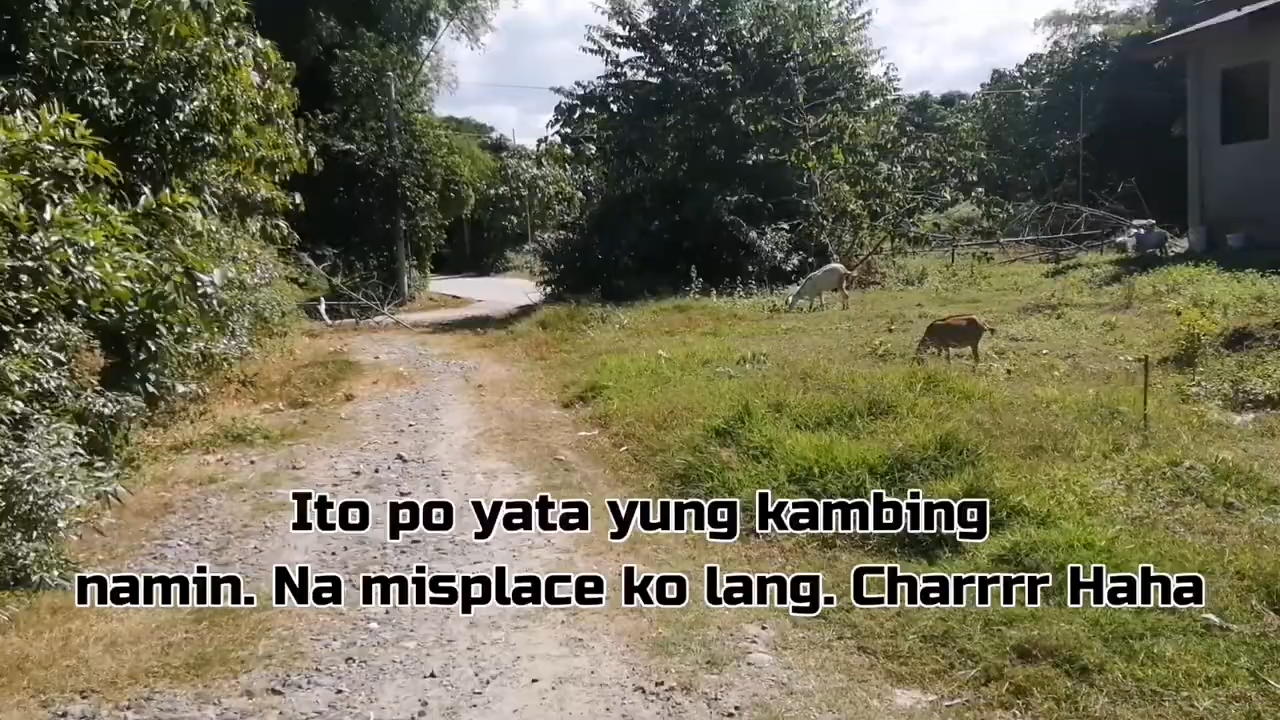 Ito po yata yung kambing
namin. Na misplace ko lang. Charrrr Haha